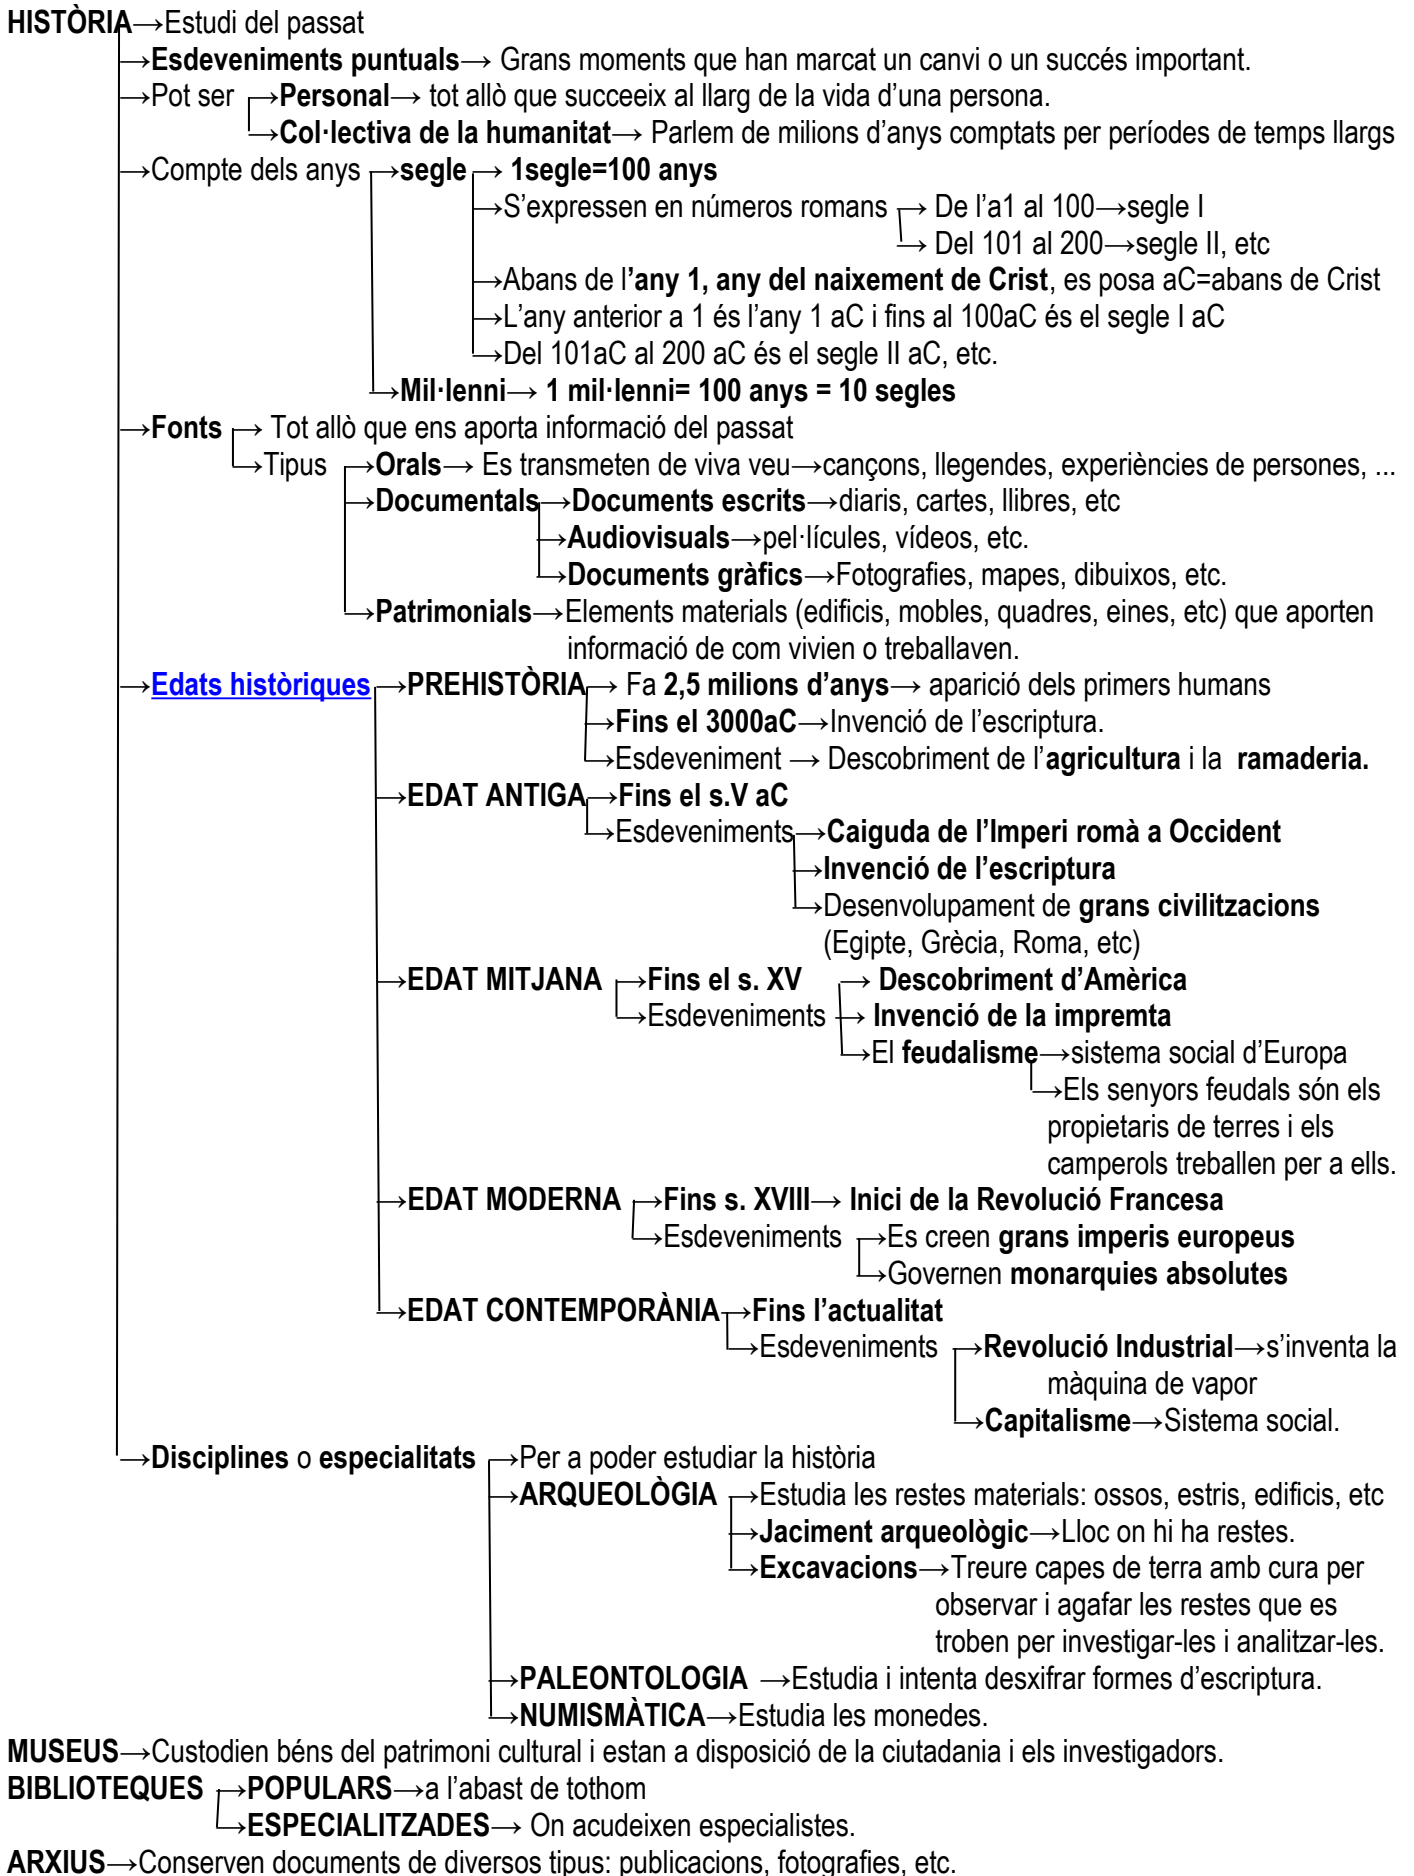 HISTÒRIA→Estudi del passat
→Esdeveniments puntuals→ Grans moments que han marcat un canvi o un succés important.
→Pot ser →Personal→ tot allò que succeeix al llarg de la vida d’una persona.
→Col·lectiva de la humanitat→ Parlem de milions d’anys comptats per períodes de temps llargs
→Compte dels anys →segle → 1segle=100 anys
→S’expressen en números romans → De l’a1 al 100→segle I
→ Del 101 al 200→segle II, etc
→Abans de l’any 1, any del naixement de Crist, es posa aC=abans de Crist
→L’any anterior a 1 és l’any 1 aC i fins al 100aC és el segle I aC
→Del 101aC al 200 aC és el segle II aC, etc.
→Mil·lenni→ 1 mil·lenni= 100 anys = 10 segles
→Fonts → Tot allò que ens aporta informació del passat
→Tipus →Orals→ Es transmeten de viva veu→cançons, llegendes, experiències de persones, ...
→Documentals→Documents escrits→diaris, cartes, llibres, etc
→Audiovisuals→pel·lícules, vídeos, etc.
→Documents gràfics→Fotografies, mapes, dibuixos, etc.
→Patrimonials→Elements materials (edificis, mobles, quadres, eines, etc) que aporten
informació de com vivien o treballaven.
→Edats històriques →PREHISTÒRIA→ Fa 2,5 milions d’anys→ aparició dels primers humans
→Fins el 3000aC→Invenció de l’escriptura.
→Esdeveniment → Descobriment de l’agricultura i la ramaderia.
→EDAT ANTIGA→Fins el s.V aC
→Esdeveniments→Caiguda de l’Imperi romà a Occident
→Invenció de l’escriptura
→Desenvolupament de grans civilitzacions
(Egipte, Grècia, Roma, etc)
→EDAT MITJANA →Fins el s. XV → Descobriment d’Amèrica
→Esdeveniments → Invenció de la impremta
→El feudalisme→sistema social d’Europa
→Els senyors feudals són els
propietaris de terres i els
camperols treballen per a ells.
→EDAT MODERNA →Fins s. XVIII→ Inici de la Revolució Francesa
→Esdeveniments →Es creen grans imperis europeus
→Governen monarquies absolutes
→EDAT CONTEMPORÀNIA→Fins l’actualitat
→Esdeveniments →Revolució Industrial→s’inventa la
màquina de vapor
→Capitalisme→Sistema social.
→Disciplines o especialitats →Per a poder estudiar la història
→ARQUEOLÒGIA →Estudia les restes materials: ossos, estris, edificis, etc
→Jaciment arqueològic→Lloc on hi ha restes.
→Excavacions→Treure capes de terra amb cura per
observar i agafar les restes que es
troben per investigar-les i analitzar-les.
→PALEONTOLOGIA →Estudia i intenta desxifrar formes d’escriptura.
→NUMISMÀTICA→Estudia les monedes.
MUSEUS→Custodien béns del patrimoni cultural i estan a disposició de la ciutadania i els investigadors.
BIBLIOTEQUES →POPULARS→a l’abast de tothom
→ESPECIALITZADES→ On acudeixen especialistes.
ARXIUS→Conserven documents de diversos tipus: publicacions, fotografies, etc.